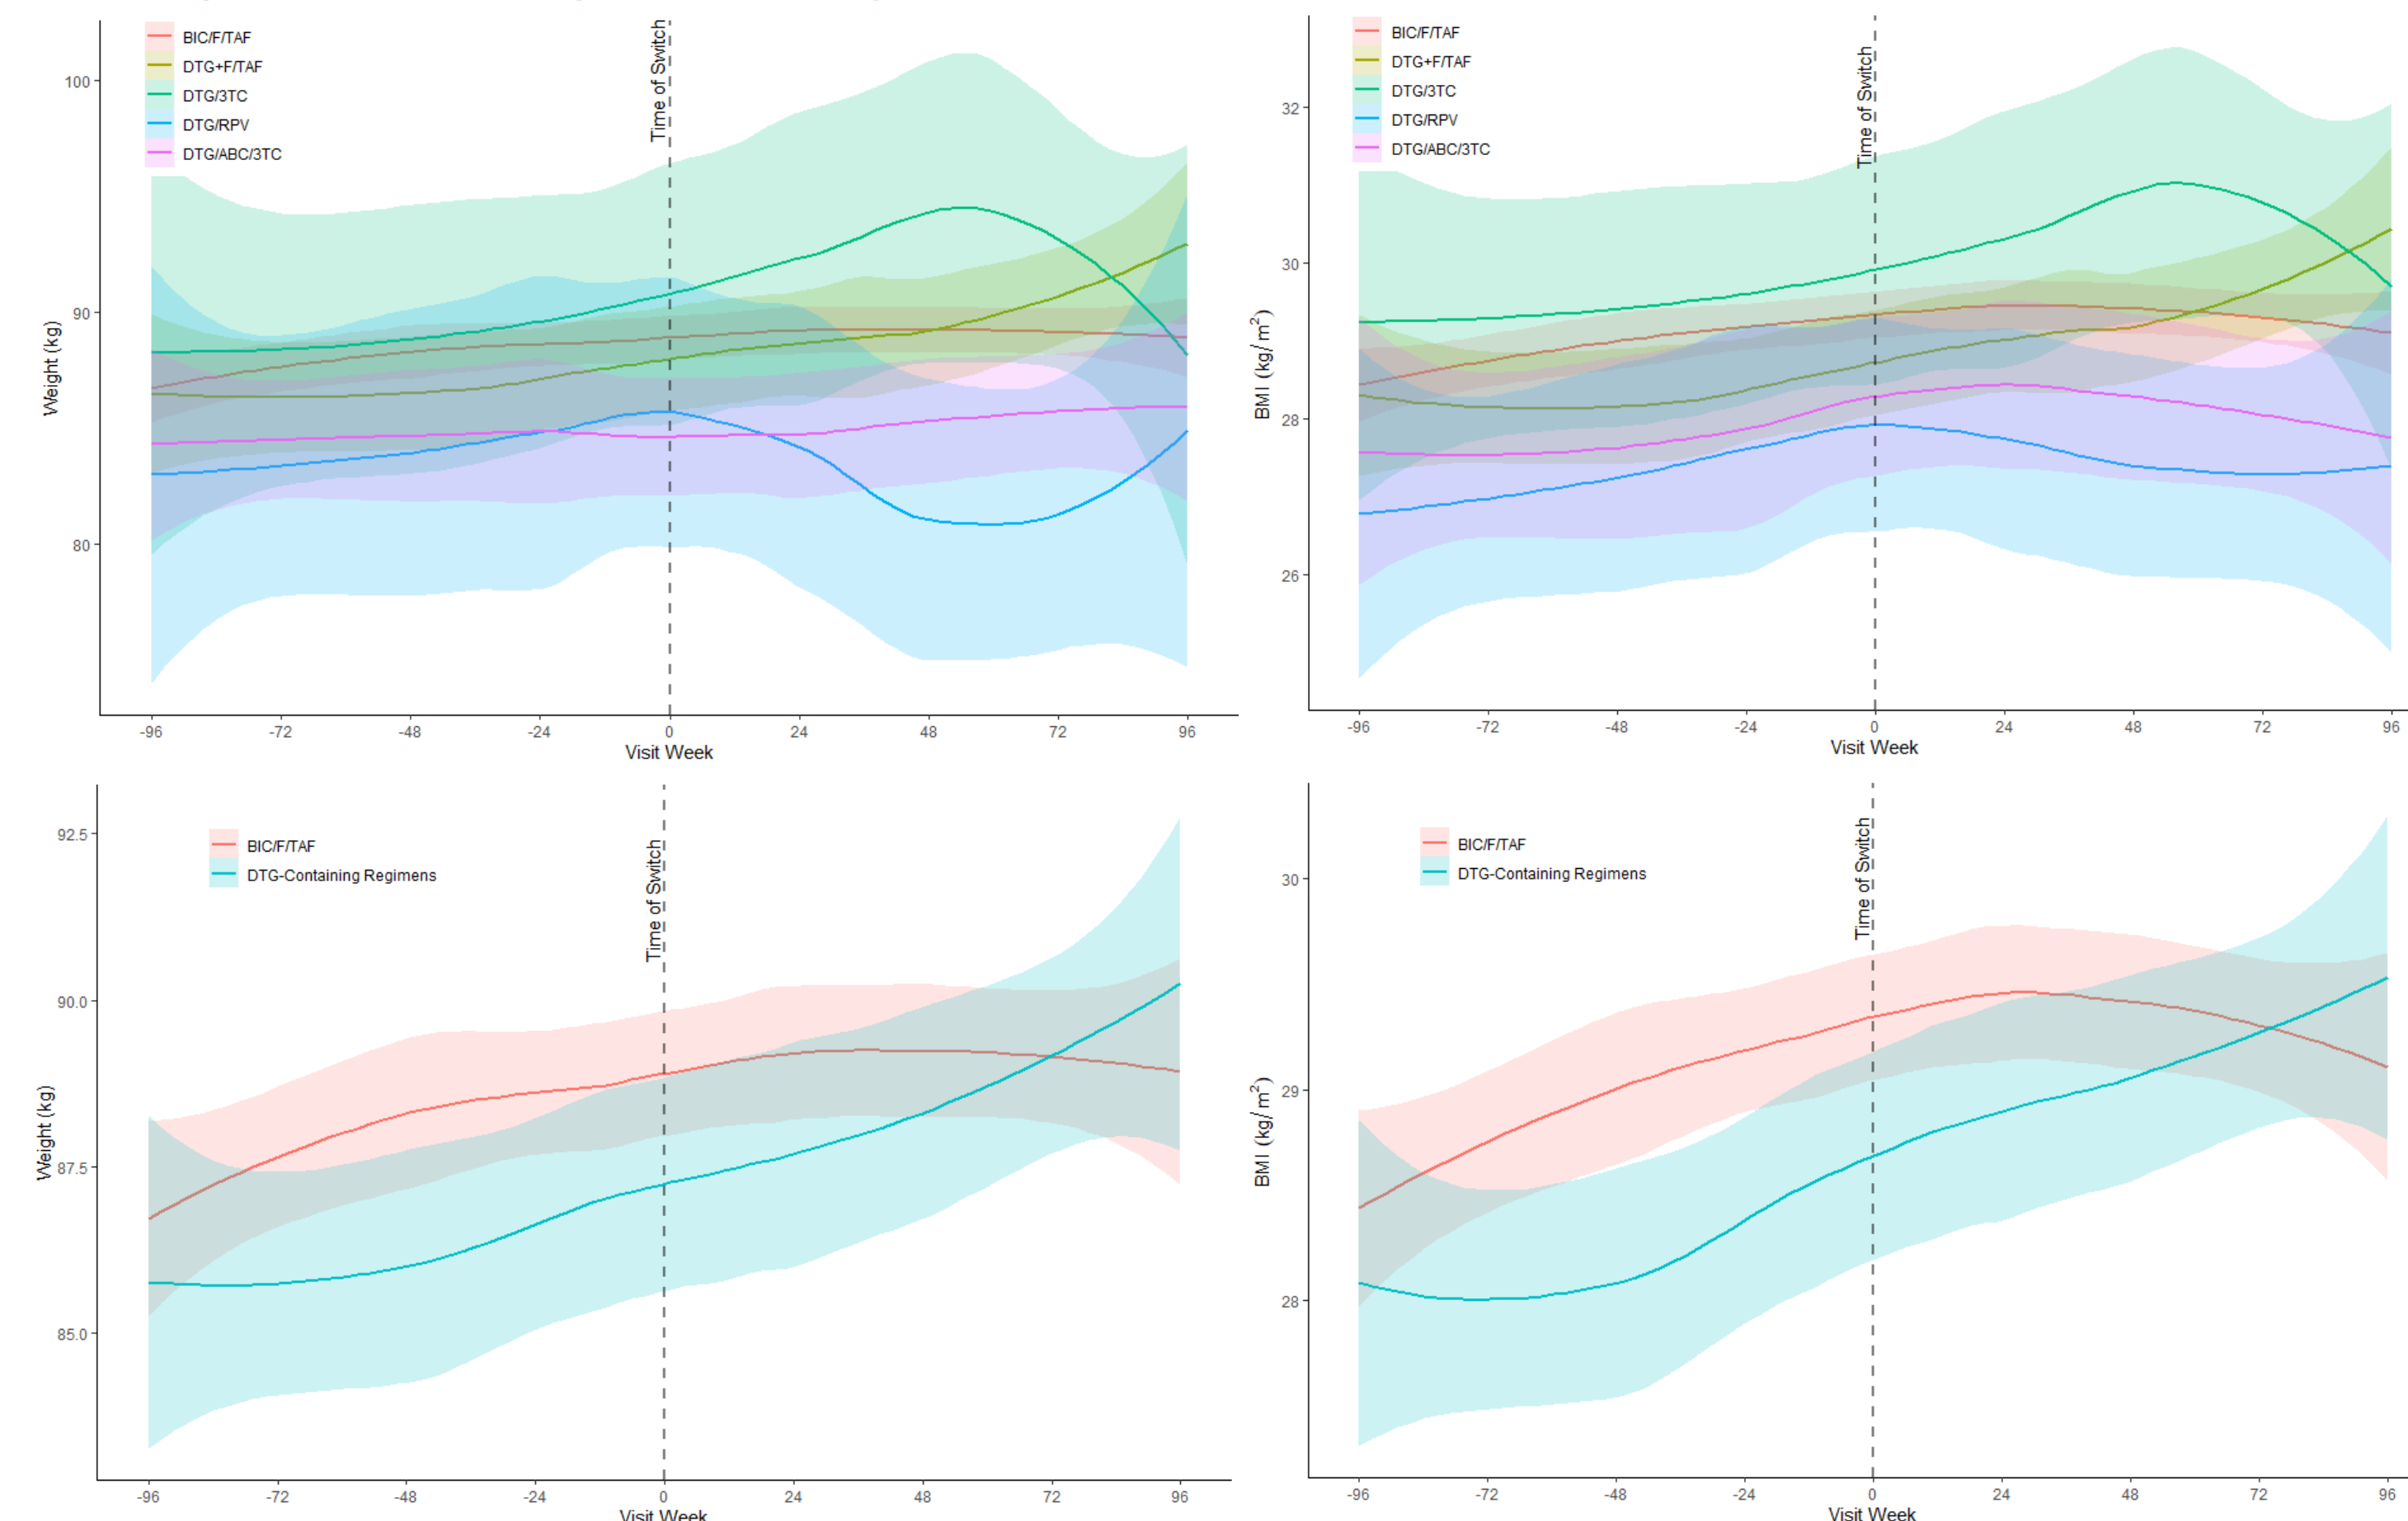 BIC/F/TAF
DTG+F/TAF
DTG/3TC
DTG/RPV
DTG/ABC/3TC
Time of Switch
Weight (kg)
100
90
80
-96 -72 -48 -24 0 24 48 72 96
Visit Week
BIC/F/TAF
DTG+F/TAF
DTG/3TC
DTG/RPV
DTG/ABC/3TC
Time of Switch
BMI (kg/m²)
32
30
28
26
-96 -72 -48 -24 0 24 48 72 96
Visit Week
BIC/F/TAF
DTG-Containing Regimens
Time of Switch
Weight (kg)
92.5
90.0
87.5
85.0
-96 -72 -48 -24 0 24 48 72 96
Visit Week
BIC/F/TAF
DTG-Containing Regimens
Time of Switch
BMI (kg/m²)
30
29
28
-96 -72 -48 -24 0 24 48 72 96
Visit Week